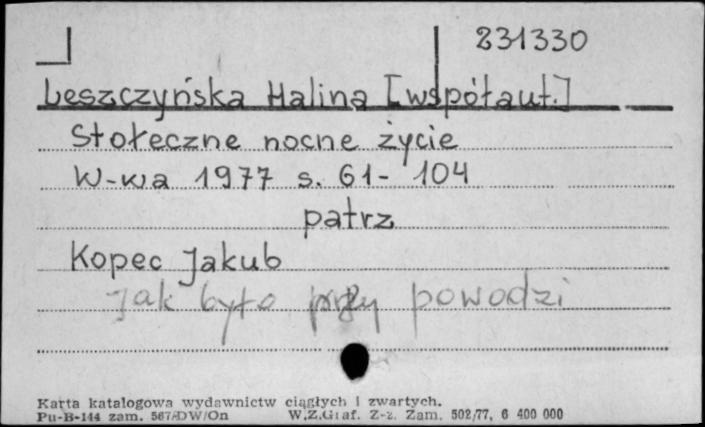 231330
Leszczyńska Halina [współaut.]
Stołeczne nocne życie
W-wa 1977 s. 61- 104
patrz
Kopec Jakub
Jak było przy powodzi
Karta katalogowa wydawnictw ciągłych i zwartych.
Pu-B-144 zam. 567/DW/On W.Z.Graf. Z-z. Zam. 502/77, 6 400 000